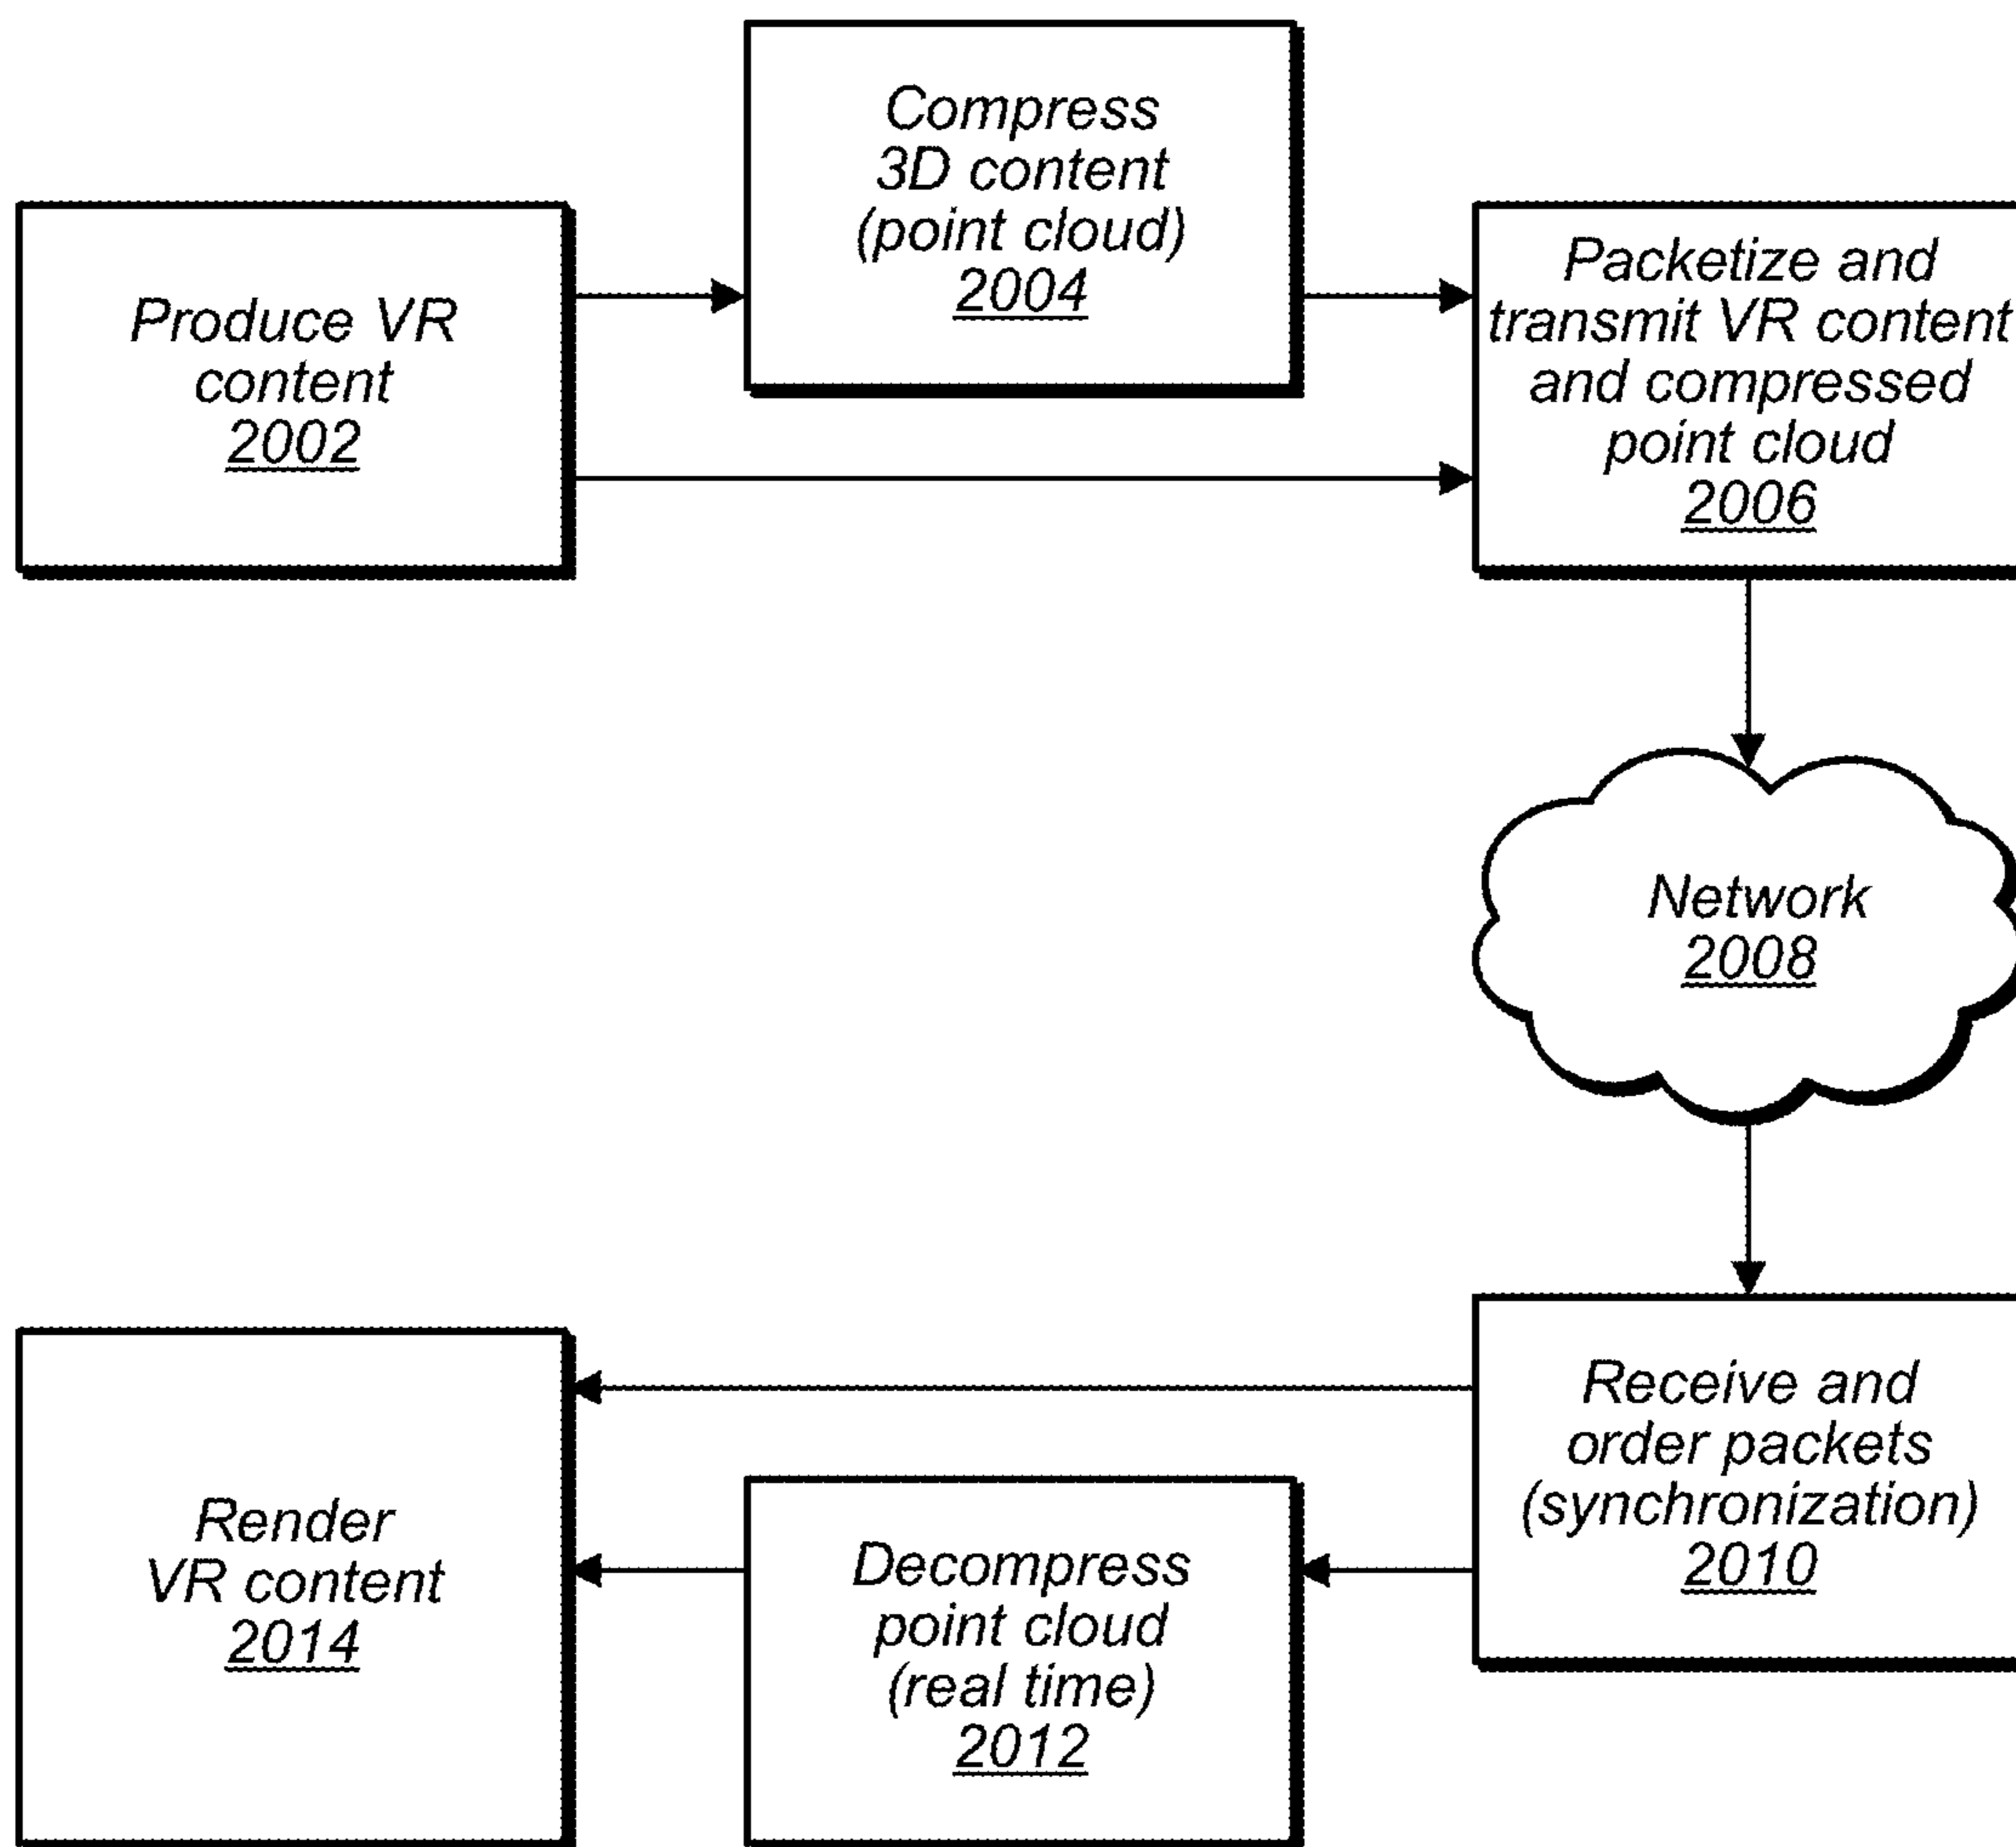 Produce VR
content
2002
Compress
3D content
(point cloud)
2004
Packetize and
transmit VR content
and compressed
point cloud
2006
Network
2008
Receive and
order packets
(synchronization)
2010
Decompress
point cloud
(real time)
2012
Render
VR content
2014